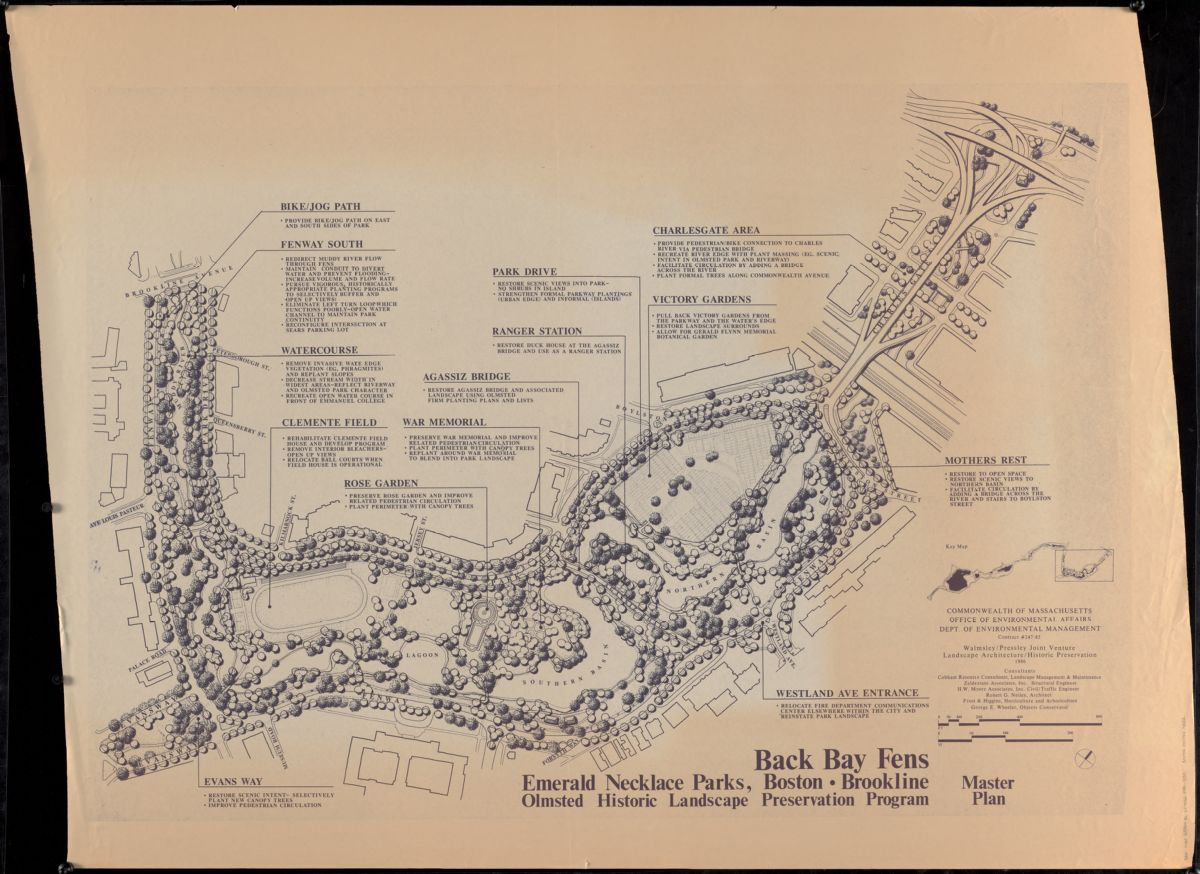 BIKE/JOG PATH
• PROVIDE BIKE/JOG PATH ON EAST
AND SOUTH SIDES OF PARK
FENWAY SOUTH
• REDIRECT MUDDY RIVER FLOW
THROUGH FENS
• MAINTAIN CONDUIT TO DIVERT
WATER AND PREVENT FLOODING-
INCREASE VOLUME AND FLOW RATE
• PURSUE VIGOROUS, HISTORICALLY
APPROPRIATE PLANTING PROGRAMS
TO SELECTIVELY BUFFER AND
OPEN UP VIEWS:
• ELIMINATE LEFT TURN LOOP-WHICH
FUNCTIONS POORLY-OPEN WATER
CHANNEL TO MAINTAIN PARK
CONTINUITY
• RECONFIGURE INTERSECTION AT
SEARS PARKING LOT
WATERCOURSE
• REMOVE INVASIVE WATE EDGE
VEGETATION (EG. PHRAGMITES)
AND REPLANT SLOPES
• DECREASE STREAM WIDTH IN
WIDEST AREAS-REFLECT RIVERWAY
AND OLMSTED PARK CHARACTER
• RECREATE OPEN WATER COURSE IN
FRONT OF EMMANUEL COLLEGE
CLEMENTE FIELD
• REHABILITATE CLEMENTE FIELD
HOUSE AND DEVELOP PROGRAM
• REMOVE INTERIOR BLEACHERS-
OPEN UP VIEWS
• RELOCATE BALL COURTS WHEN
FIELD HOUSE IS OPERATIONAL
ROSE GARDEN
• PRESERVE ROSE GARDEN AND IMPROVE
RELATED PEDESTRIAN CIRCULATION
• PLANT PERIMETER WITH CANOPY TREES
WAR MEMORIAL
• PRESERVE WAR MEMORIAL AND IMPROVE
RELATED PEDESTRIAN CIRCULATION
• PLANT PERIMETER WITH CANOPY TREES
• REPLANT AROUND WAR MEMORIAL
TO BLEND INTO PARK LANDSCAPE
AGASSIZ BRIDGE
• RESTORE AGASSIZ BRIDGE AND ASSOCIATED
LANDSCAPE USING OLMSTED
FIRM PLANTING PLANS AND LISTS
RANGER STATION
• RESTORE DUCK HOUSE AT THE AGASSIZ
BRIDGE AND USE AS A RANGER STATION
PARK DRIVE
• RESTORE SCENIC VIEWS INTO PARK-
NO SHRUBS IN ISLAND
• STRENGTHEN FORMAL PARKWAY PLANTINGS
(URBAN EDGE) AND INFORMAL (ISLANDS)
CHARLESGATE AREA
• PROVIDE PEDESTRIAN/BIKE CONNECTION TO CHARLES
RIVER VIA PEDESTRIAN BRIDGE
• RECREATE RIVER EDGE WITH PLANT MASSING (EG. SCENIC,
INTENT IN OLMSTED PARK AND RIVERWAY)
• FACILITATE CIRCULATION BY ADDING A BRIDGE
ACROSS THE RIVER
• PLANT FORMAL TREES ALONG COMMONWEALTH AVENUE
VICTORY GARDENS
• PULL BACK VICTORY GARDENS FROM
THE PARKWAY AND THE WATER'S EDGE
• RESTORE LANDSCAPE SURROUNDS
• ALLOW FOR GERALD FLYNN MEMORIAL
BOTANICAL GARDEN
MOTHERS REST
• RESTORE TO OPEN SPACE
• RESTORE SCENIC VIEWS TO
NORTHERN BASIN
• FACILITATE CIRCULATION BY
ADDING A BRIDGE ACROSS THE
RIVER AND STAIRS TO BOYLSTON
STREET
WESTLAND AVE ENTRANCE
• RELOCATE FIRE DEPARTMENT COMMUNICATIONS
CENTER ELSEWHERE WITHIN THE CITY AND
REINSTATE PARK LANDSCAPE
EVANS WAY
• RESTORE SCENIC INTENT- SELECTIVELY
PLANT NEW CANOPY TREES
• IMPROVE PEDESTRIAN CIRCULATION
BROOKLINE AVENUE
PETERBOROUGH ST.
QUEENSBERRY ST.
AVE LOUIS PASTEUR
KILMARNOCK ST.
JERSEY ST.
BOYLSTON
STREET
PALACE ROAD
MUSEUM ROAD
FORSYTH WAY
LAGOON
SOUTHERN BASIN
NORTHERN BASIN
Key Map
COMMONWEALTH OF MASSACHUSETTS
OFFICE OF ENVIRONMENTAL AFFAIRS
DEPT. OF ENVIRONMENTAL MANAGEMENT
Walmsley/Pressley Joint Venture
Landscape Architecture/Historic Preservation
1986
Consultants
Carl Zeldenrust Associates, Inc. Structural Engineer
H.W. Moore Associates, Inc. Civil/Traffic Engineer
Robert G. Neiley, Architect
Pruit & Higgins, Horticulture and Arboriculture
George E. Wheeler, Objects Conservator
Back Bay Fens
Emerald Necklace Parks, Boston • Brookline
Olmsted Historic Landscape Preservation Program
Master
Plan